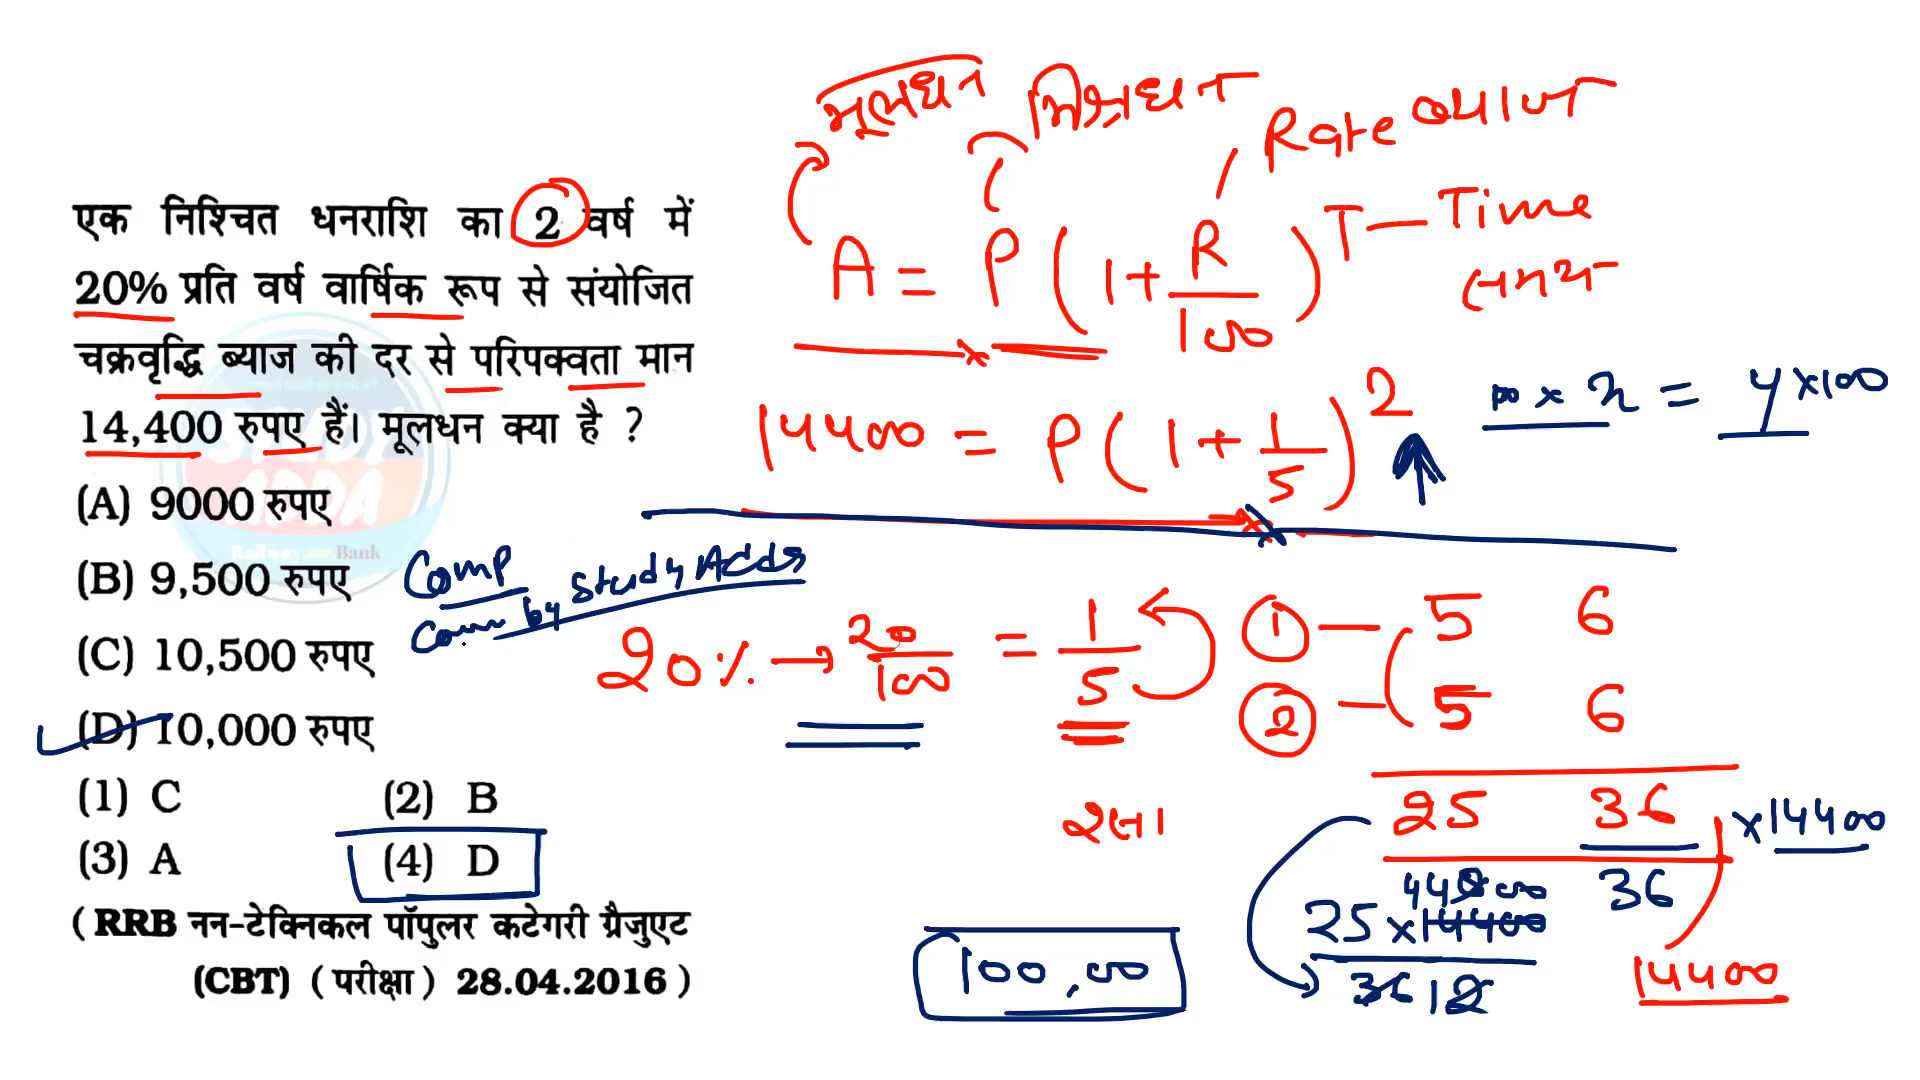 एक निश्चित धनराशि का 2 वर्ष में
20% प्रति वर्ष वार्षिक रूप से संयोजित
चक्रवृद्धि ब्याज की दर से परिपक्वता मान
14,400 रुपए हैं। मूलधन क्या है ?
(A) 9000 रुपए
(B) 9,500 रुपए
(C) 10,500 रुपए
(D) 10,000 रुपए
(1) C (2) B
(3) A (4) D
( RRB नन-टेक्निकल पॉपुलर कटेगरी ग्रैजुएट
(CBT) ( परीक्षा ) 28.04.2016 )
मूलधन मिश्रधन Rate ब्याज
A = P (1 + R/100)^T — Time
समय
14400 = P (1 + 1/5)^2
x = y × 100
Comp
by Study Adda
20% → 20/100 = 1/5
① — 5 6
② — 5 6
25 36 × 14400
36
25 × 14400
36
14400
100,00